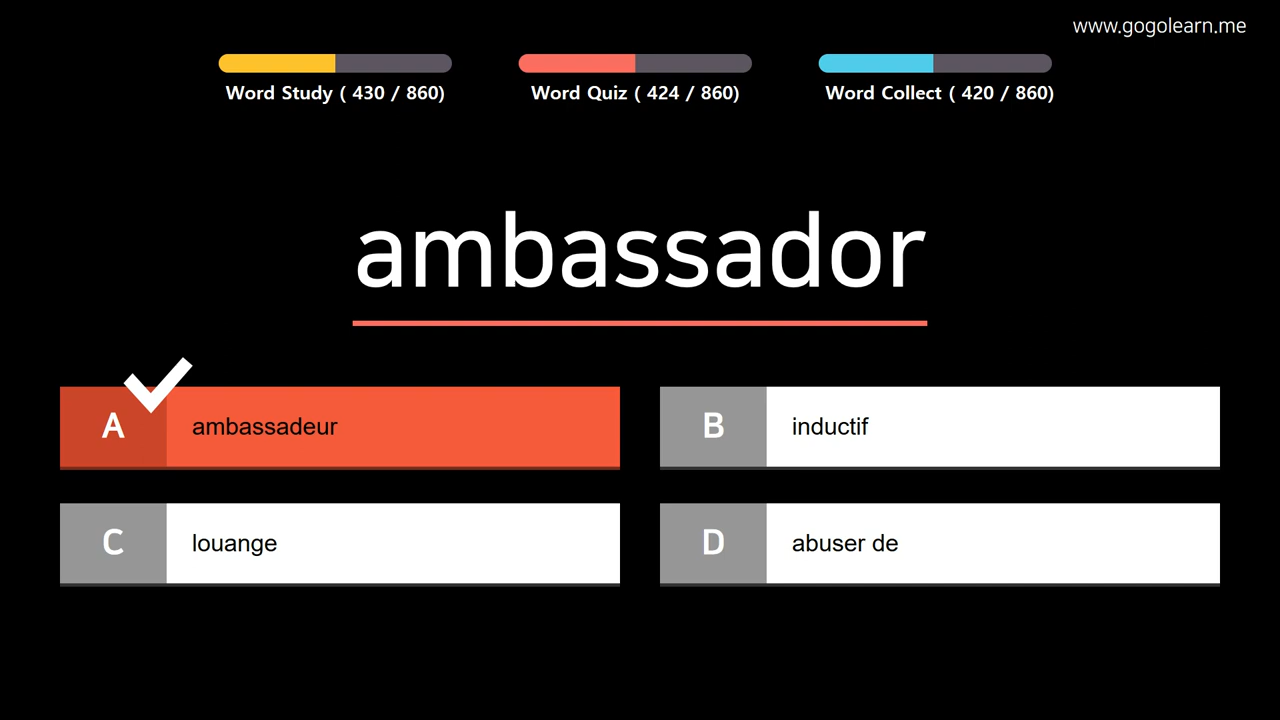 www.gogolearn.me
Word Study ( 430 / 860)
Word Quiz ( 424 / 860)
Word Collect ( 420 / 860)
ambassador
A
ambassadeur
B
inductif
C
louange
D
abuser de